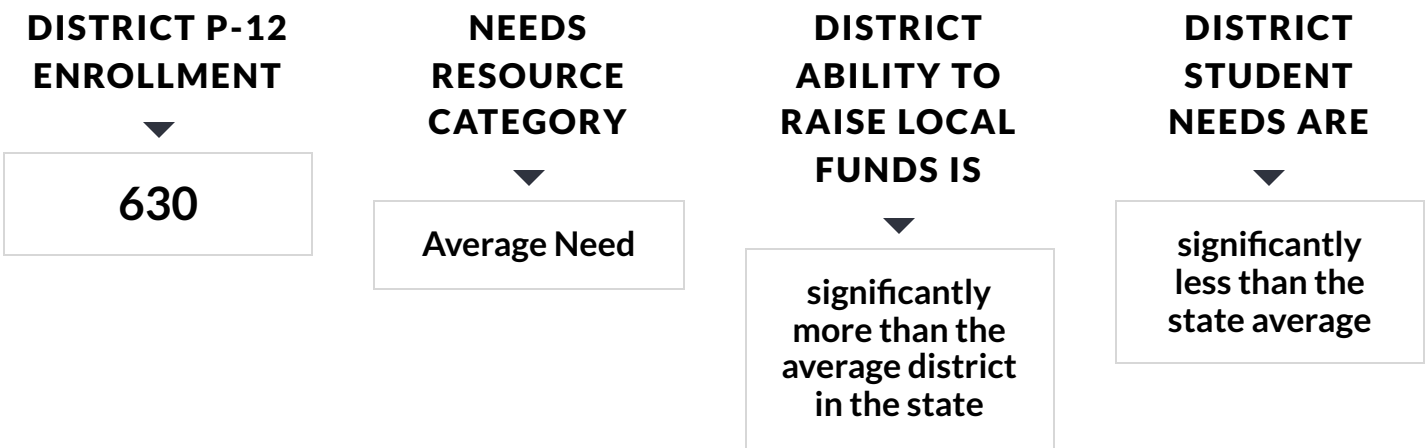 DISTRICT P-12
ENROLLMENT
630
NEEDS
RESOURCE
CATEGORY
Average Need
DISTRICT
ABILITY TO
RAISE LOCAL
FUNDS IS
significantly
more than the
average district
in the state
DISTRICT
STUDENT
NEEDS ARE
significantly
less than the
state average